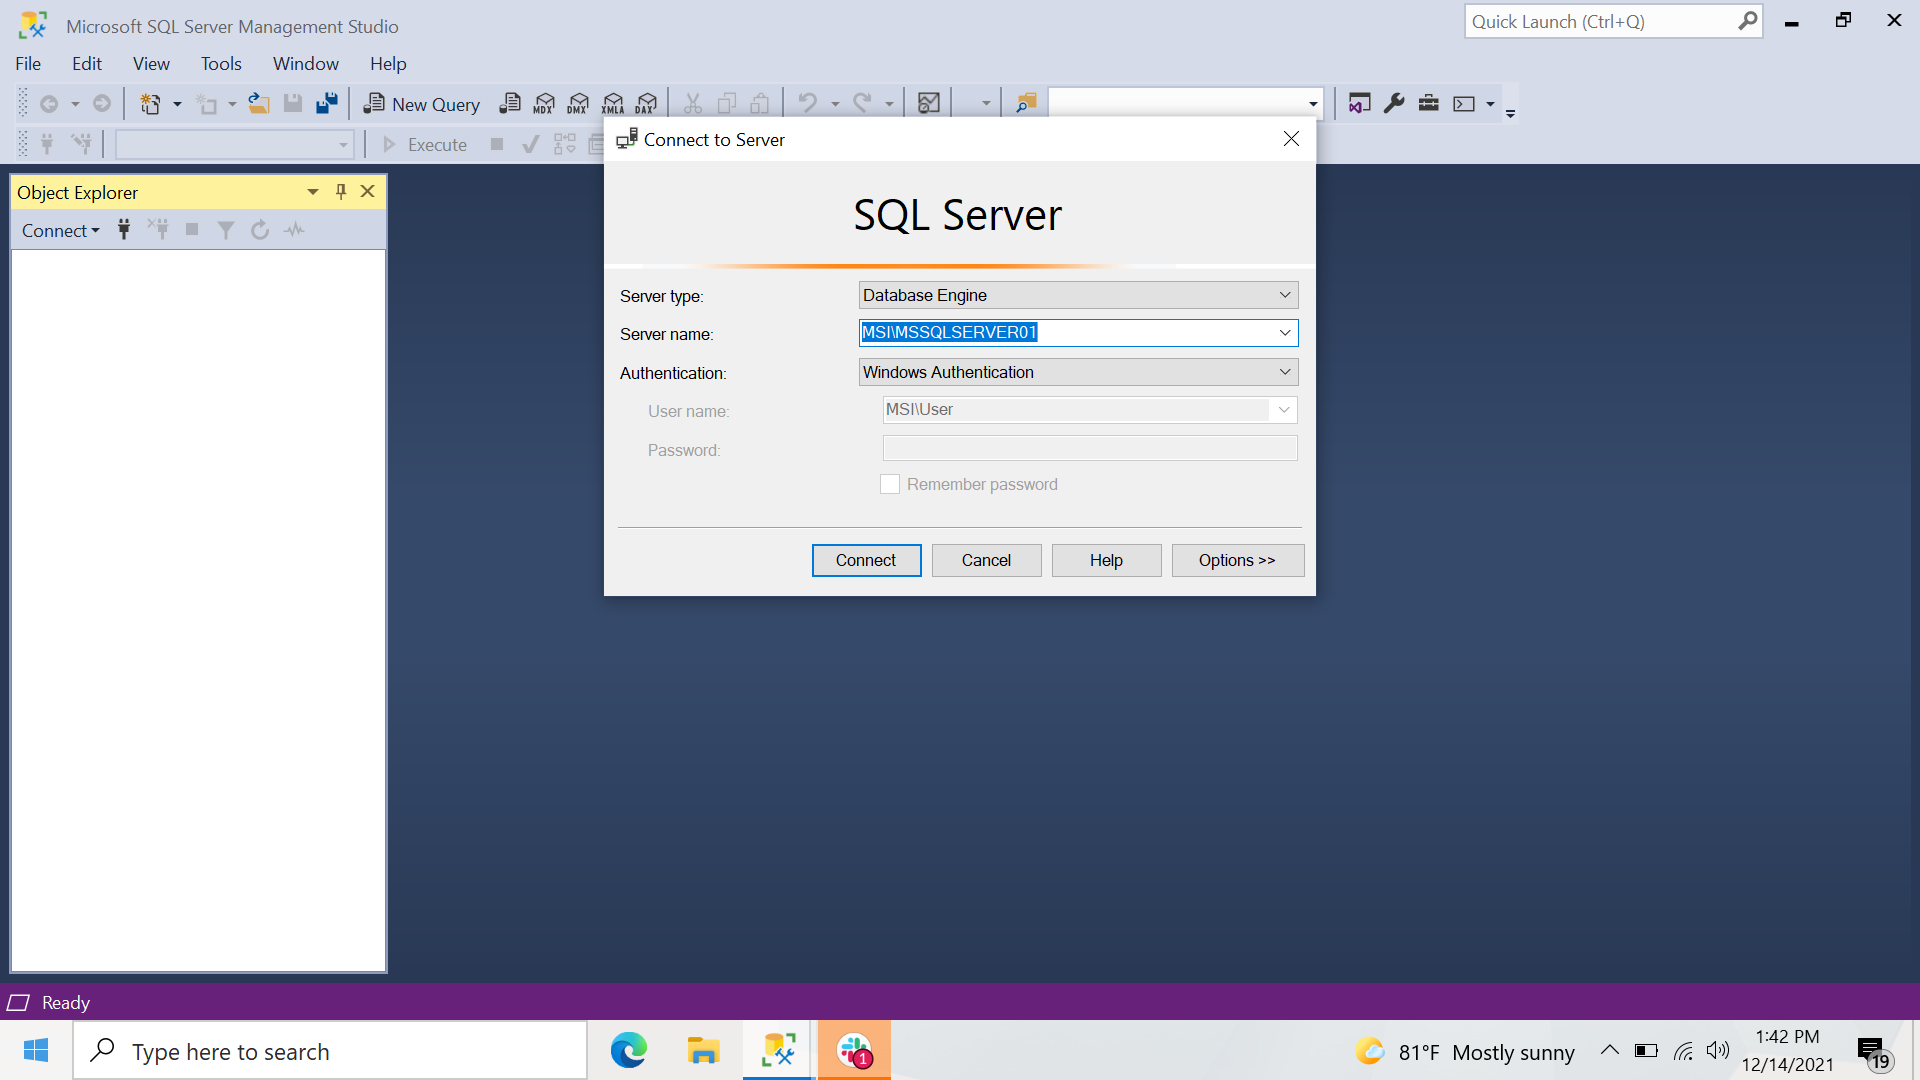 Microsoft SQL Server Management Studio
Quick Launch (Ctrl+Q)
File Edit View Tools Window Help
New Query MDX DMX XMLA DAX
Execute
Connect to Server
Object Explorer
Connect
SQL Server
Server type: Database Engine
Server name: MSI\MSSQLSERVER01
Authentication: Windows Authentication
User name: MSI\User
Password:
Remember password
Connect Cancel Help Options >>
Ready
Type here to search
1
81°F Mostly sunny
1:42 PM
12/14/2021
19